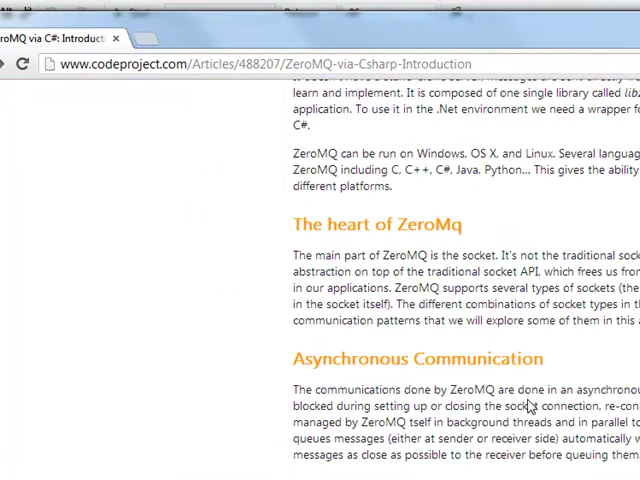 roMQ via C#: Introducti
www.codeproject.com/Articles/488207/ZeroMQ-via-Csharp-Introduction
learn and implement. It is composed of one single library called
application. To use it in the .Net environment we need a wrapper
C#.
ZeroMQ can be run on Windows, OS X, and Linux. Several languag
ZeroMQ including C, C++, C#, Java, Python... This gives the ability
different platforms.
The heart of ZeroMq
The main part of ZeroMQ is the socket. It's not the traditional sock
abstraction on top of the traditional socket API, which frees us from
in our applications. ZeroMQ supports several types of sockets (the
in the socket itself). The different combinations of socket types in t
communication patterns that we will explore some of them in this a
Asynchronous Communication
The communications done by ZeroMQ are done in an asynchronou
blocked during setting up or closing the socket connection, re-con
managed by ZeroMQ itself in background threads and in parallel to
queues messages (either at sender or receiver side) automatically w
messages as close as possible to the receiver before queuing them.